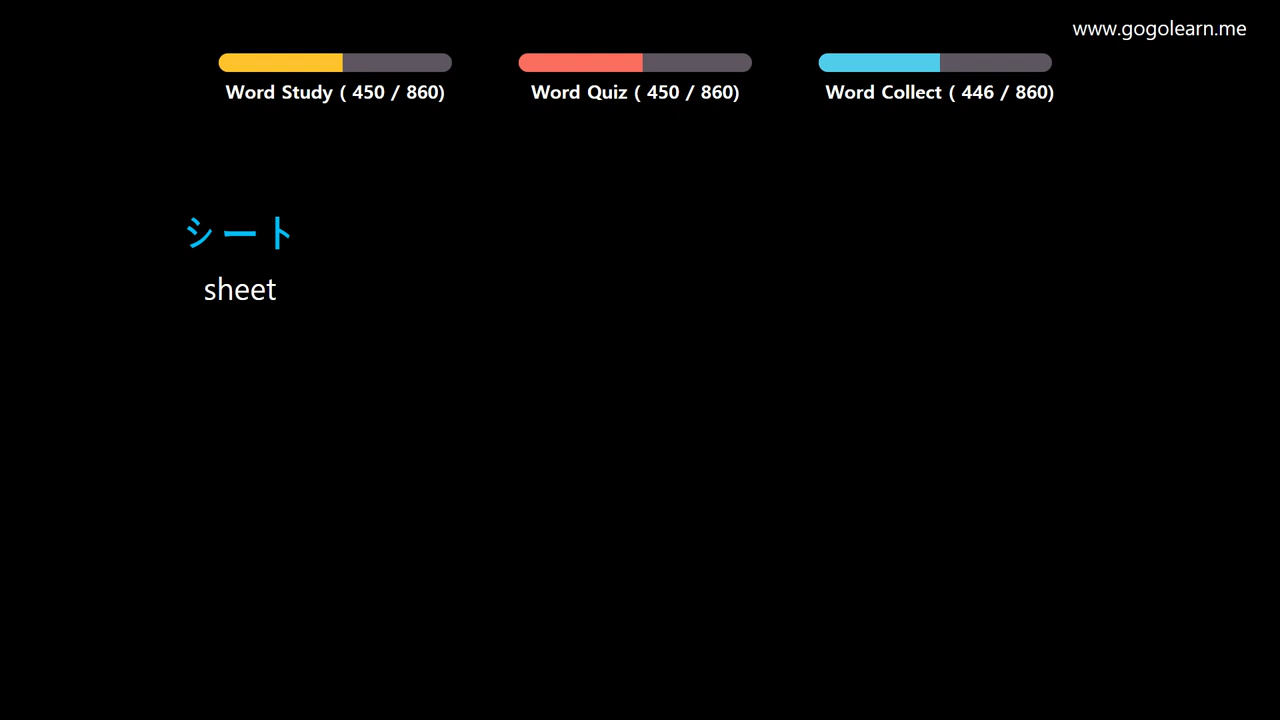 www.gogolearn.me
Word Study ( 450 / 860)
Word Quiz ( 450 / 860)
Word Collect ( 446 / 860)
シート
sheet